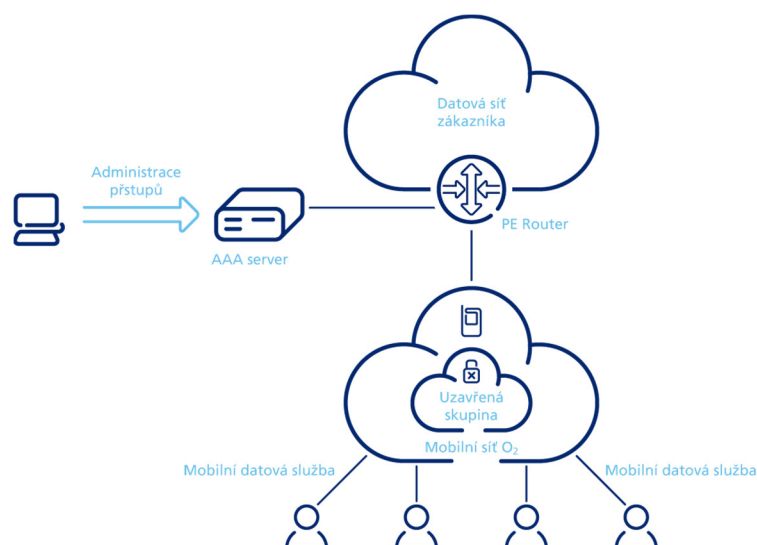 Datová síť
zákazníka
Administrace
přstupů
PE Router
AAA server
Uzavřená
skupina
Mobilní síť O₂
Mobilní datová služba
Mobilní datová služba